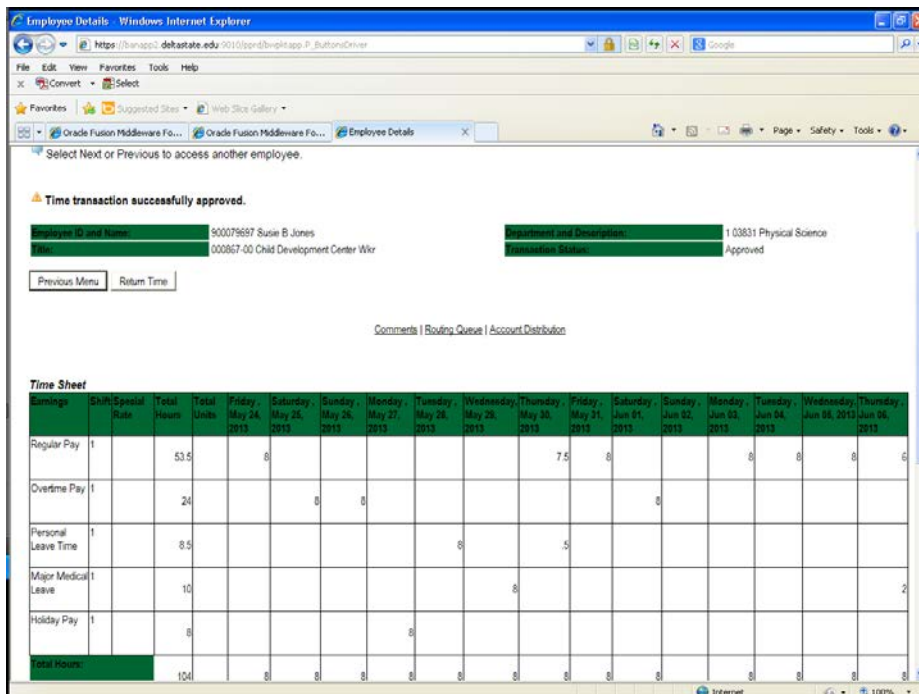 Employee Details - Windows Internet Explorer
https://banapp2.deltastate.edu:9010/pprd/bwpktapp.P_ButtonsDriver
Google
File Edit View Favorites Tools Help
x Convert Select
Favorites Suggested Sites Web Slice Gallery
Oracle Fusion Middleware Fo... Oracle Fusion Middleware Fo... Employee Details X Page Safety Tools
Select Next or Previous to access another employee.
Time transaction successfully approved.
Employee ID and Name: 900079697 Susie B Jones Department and Description: 1 03831 Physical Science
Title: 000867-00 Child Development Center Wkr Transaction Status: Approved
Previous Menu Return Time
Comments | Routing Queue | Account Distribution
Time Sheet
Earnings Shift Special Total Total Friday , Saturday , Sunday , Monday , Tuesday , Wednesday, Thursday , Friday , Saturday , Sunday , Monday , Tuesday , Wednesday, Thursday ,
Rate Hours Units May 24, May 25, May 26, May 27, May 28, May 29, May 30, May 31, Jun 01, Jun 02, Jun 03, Jun 04, Jun 05, 2013 Jun 06,
2013 2013 2013 2013 2013 2013 2013 2013 2013 2013 2013 2013 2013
Regular Pay 1 53.5 8 7.5 8 8 8 8 6
Overtime Pay 1 24 8 8 8
Personal
Leave Time 1 8.5 8 .5
Major Medical 1
Leave 10 8 2
Holiday Pay 1 8 8
Total Hours: 104 8 8 8 8 8 8 8 8 8 8 8 8 8
Internet 100%